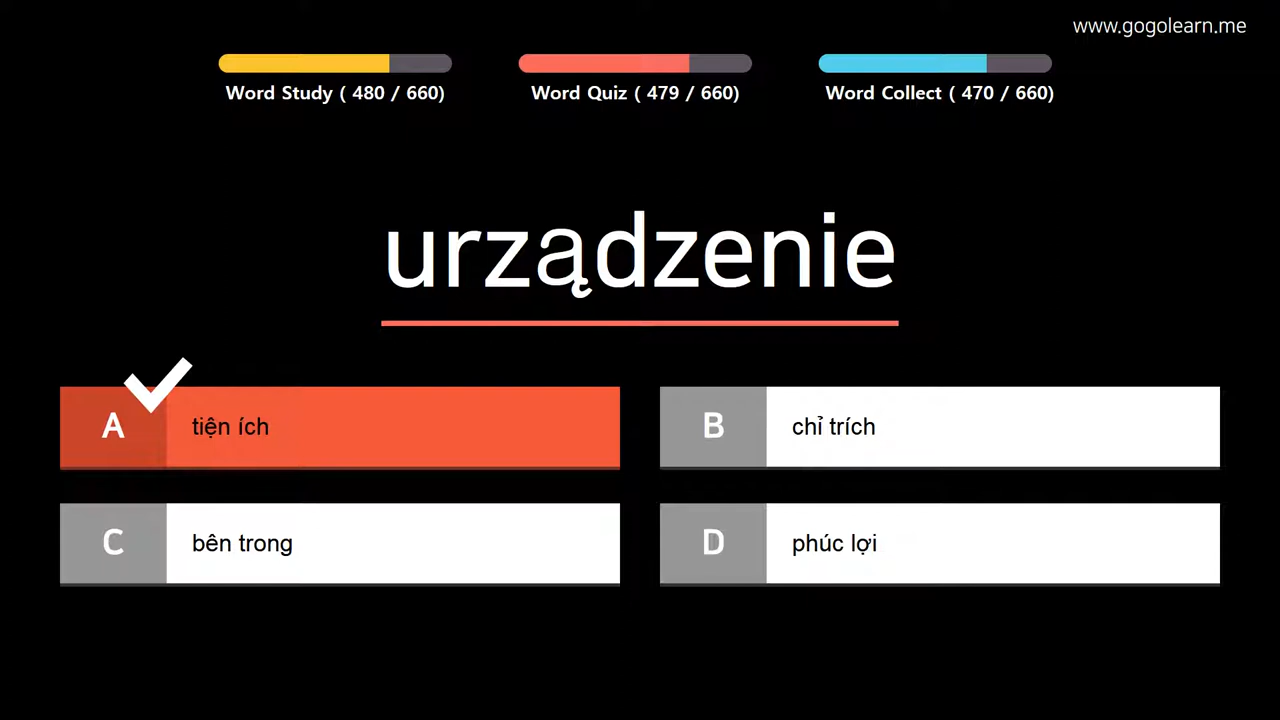 www.gogolearn.me
Word Study ( 480 / 660)
Word Quiz ( 479 / 660)
Word Collect ( 470 / 660)
urządzenie
A
tiện ích
B
chỉ trích
C
bên trong
D
phúc lợi